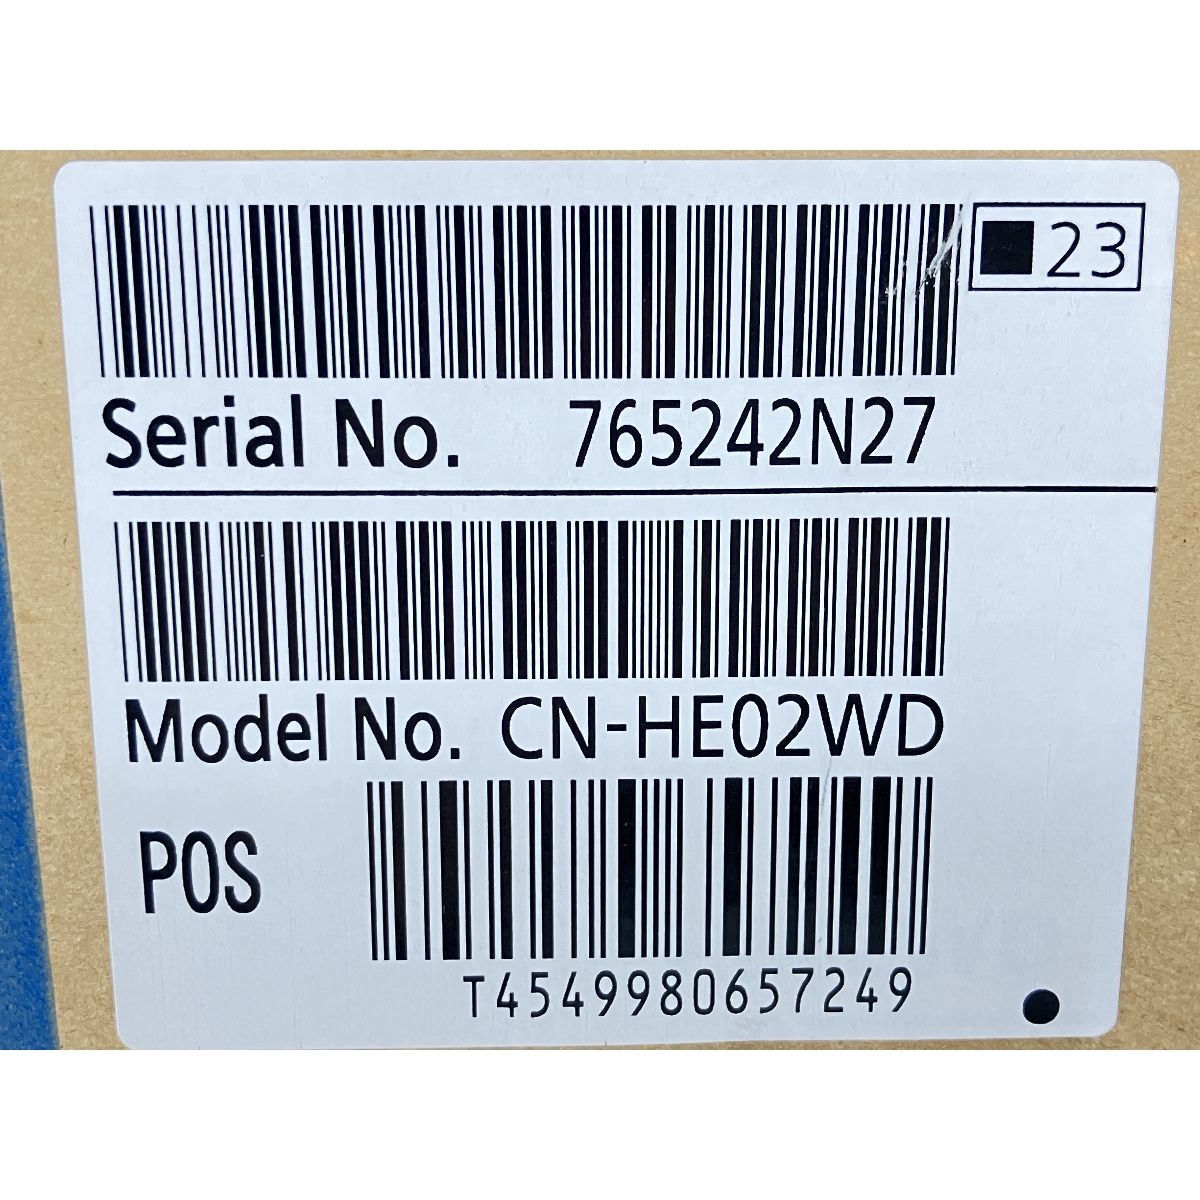 ■23
Serial No. 765242N27
Model No. CN-HE02WD
POS
T4549980657249